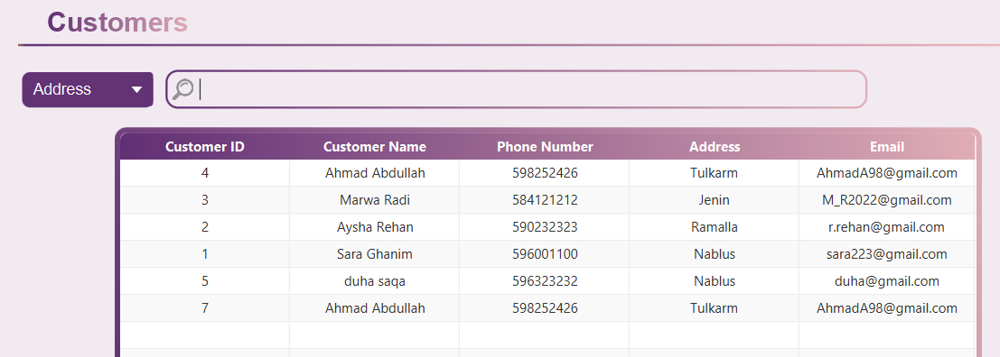 Customers
Address
Customer ID Customer Name Phone Number Address Email
4 Ahmad Abdullah 598252426 Tulkarm AhmadA98@gmail.com
3 Marwa Radi 584121212 Jenin M_R2022@gmail.com
2 Aysha Rehan 590232323 Ramalla r.rehan@gmail.com
1 Sara Ghanim 596001100 Nablus sara223@gmail.com
5 duha saqa 596323232 Nablus duha@gmail.com
7 Ahmad Abdullah 598252426 Tulkarm AhmadA98@gmail.com